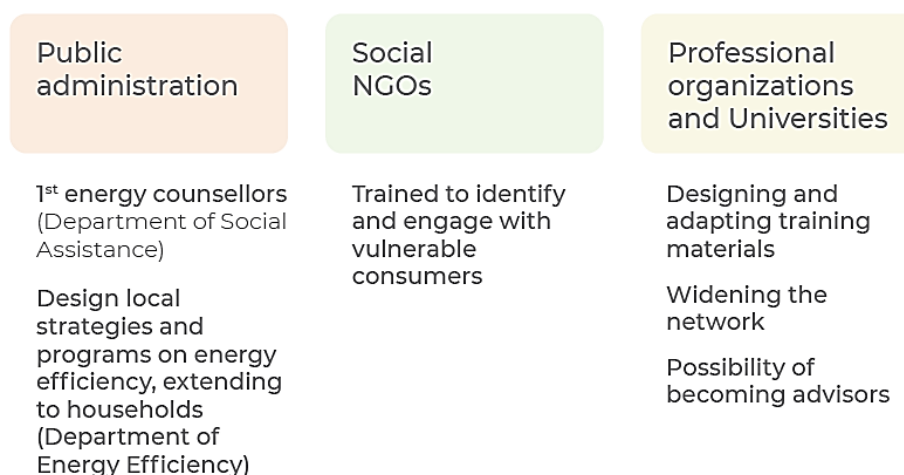 Public
administration
1st energy counsellors
(Department of Social
Assistance)
Design local
strategies and
programs on energy
efficiency, extending
to households
(Department of
Energy Efficiency)
Social
NGOs
Trained to identify
and engage with
vulnerable
consumers
Professional
organizations
and Universities
Designing and
adapting training
materials
Widening the
network
Possibility of
becoming advisors